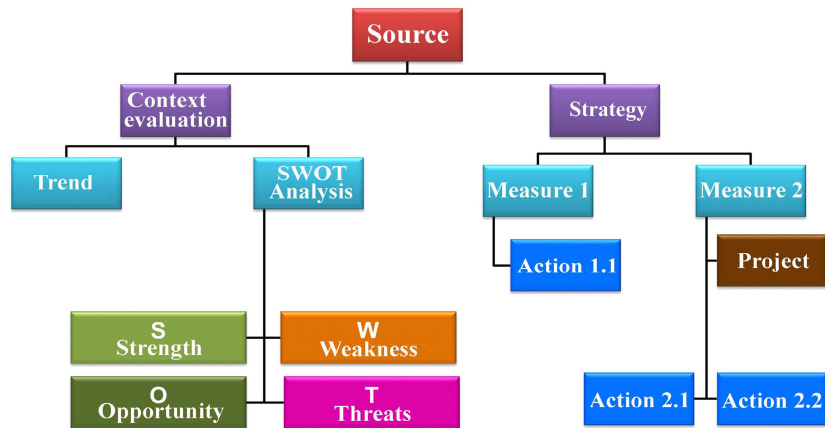 Source
Context
evaluation
Strategy
Trend
SWOT
Analysis
Measure 1
Measure 2
Action 1.1
Project
S
Strength
W
Weakness
O
Opportunity
T
Threats
Action 2.1
Action 2.2